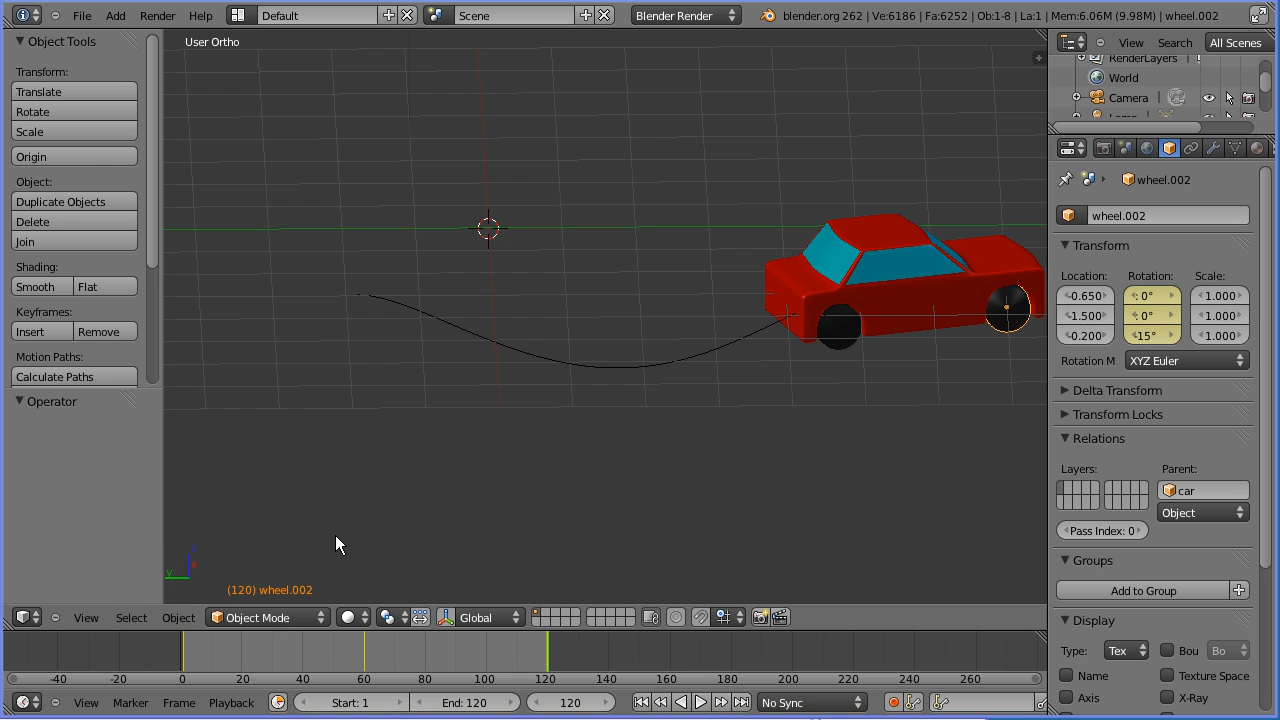 File Add Render Help Default Scene Blender Render blender.org 262 | Ve:6186 | Fa:6252 | Ob:1-8 | La:1 | Mem:6.06M (9.98M) | wheel.002
Object Tools
Transform:
Translate
Rotate
Scale
Origin
Object:
Duplicate Objects
Delete
Join
Shading:
Smooth Flat
Keyframes:
Insert Remove
Motion Paths:
Calculate Paths
Operator
User Ortho
(120) wheel.002
View Search All Scenes
RenderLayers
World
Camera
wheel.002
wheel.002
Transform
Location: Rotation: Scale:
-0.650 : 0° 1.000
-1.500 : 0° 1.000
-0.200 15° 1.000
Rotation M XYZ Euler
Delta Transform
Transform Locks
Relations
Layers: Parent:
car
Object
Pass Index: 0
Groups
Add to Group
Display
Type: Tex Bou Bo
Name Texture Space
Axis X-Ray
View Select Object Object Mode Global
-40 -20 0 20 40 60 80 100 120 140 160 180 200 220 240 260
View Marker Frame Playback Start: 1 End: 120 120 No Sync